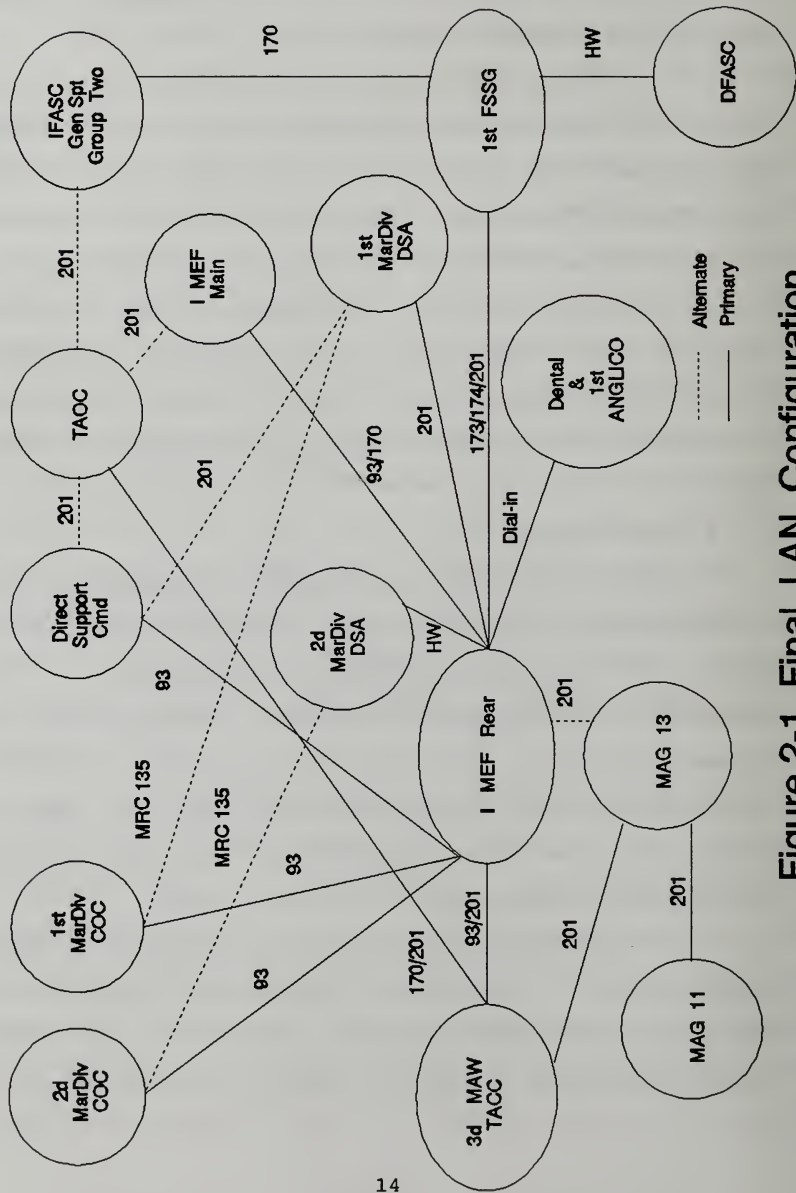 2d
MarDiv
COC
1st
MarDiv
COC
Direct
Support
Cmd
201
TAOC
201
IFASC
Gen Spt
Group Two
201
I MEF
Main
170
MRC 135
93
201
MRC 135
93
93
2d
MarDiv
DSA
93/170
1st
MarDiv
DSA
201
HW
170/201
3d MAW
TACC
93/201
I MEF Rear
173/174/201
1st FSSG
Dial-in
201
201
Dental
&
1st
ANGLICO
HW
MAG 11
201
MAG 13
Alternate
Primary
DFASC
Figure 2-1 Final LAN Configuration
14